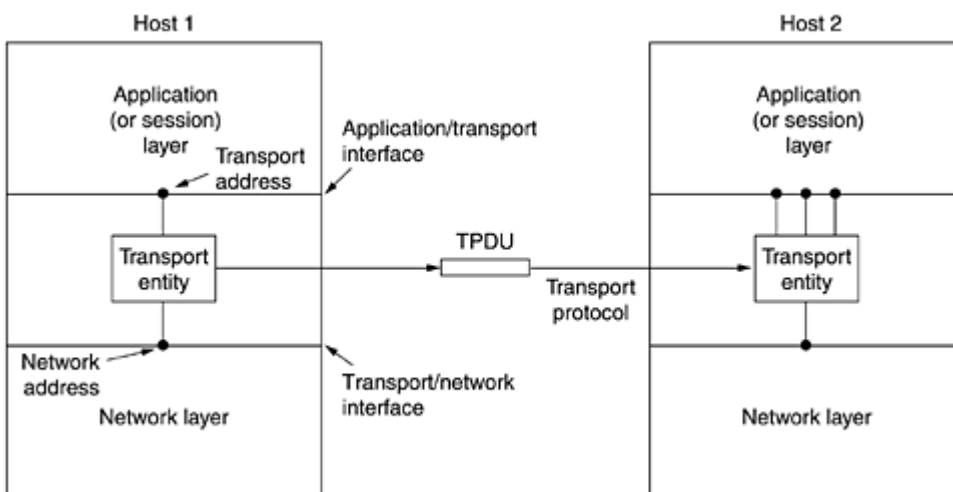 Host 1
Host 2
Application
(or session)
layer
Transport
address
Application/transport
interface
Application
(or session)
layer
Transport
entity
TPDU
Transport
protocol
Transport
entity
Network
address
Transport/network
interface
Network layer
Network layer